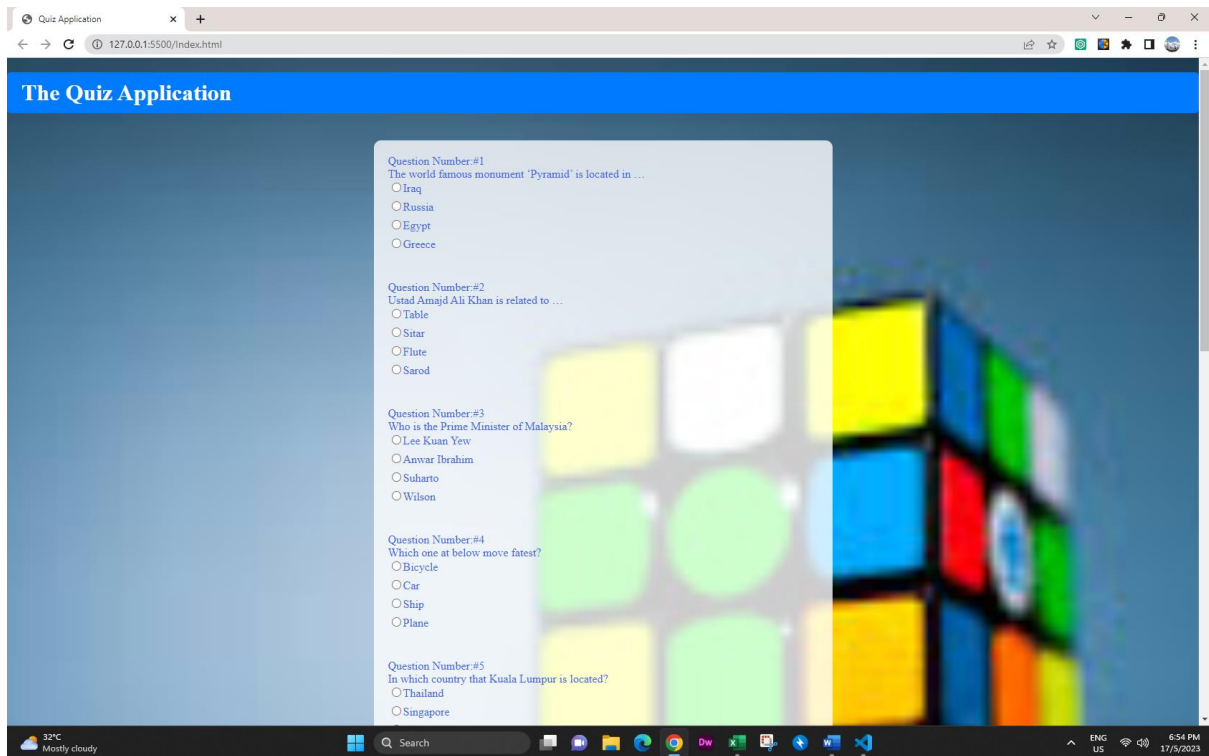 Quiz Application
127.0.0.1:5500/Index.html
The Quiz Application
Question Number:#1
The world famous monument ‘Pyramid’ is located in …
Iraq
Russia
Egypt
Greece
Question Number:#2
Ustad Amajd Ali Khan is related to …
Table
Sitar
Flute
Sarod
Question Number:#3
Who is the Prime Minister of Malaysia?
Lee Kuan Yew
Anwar Ibrahim
Suharto
Wilson
Question Number:#4
Which one at below move fatest?
Bicycle
Car
Ship
Plane
Question Number:#5
In which country that Kuala Lumpur is located?
Thailand
Singapore
32°C
Mostly cloudy
Search
Dw
ENG
US
6:54 PM
17/5/2023